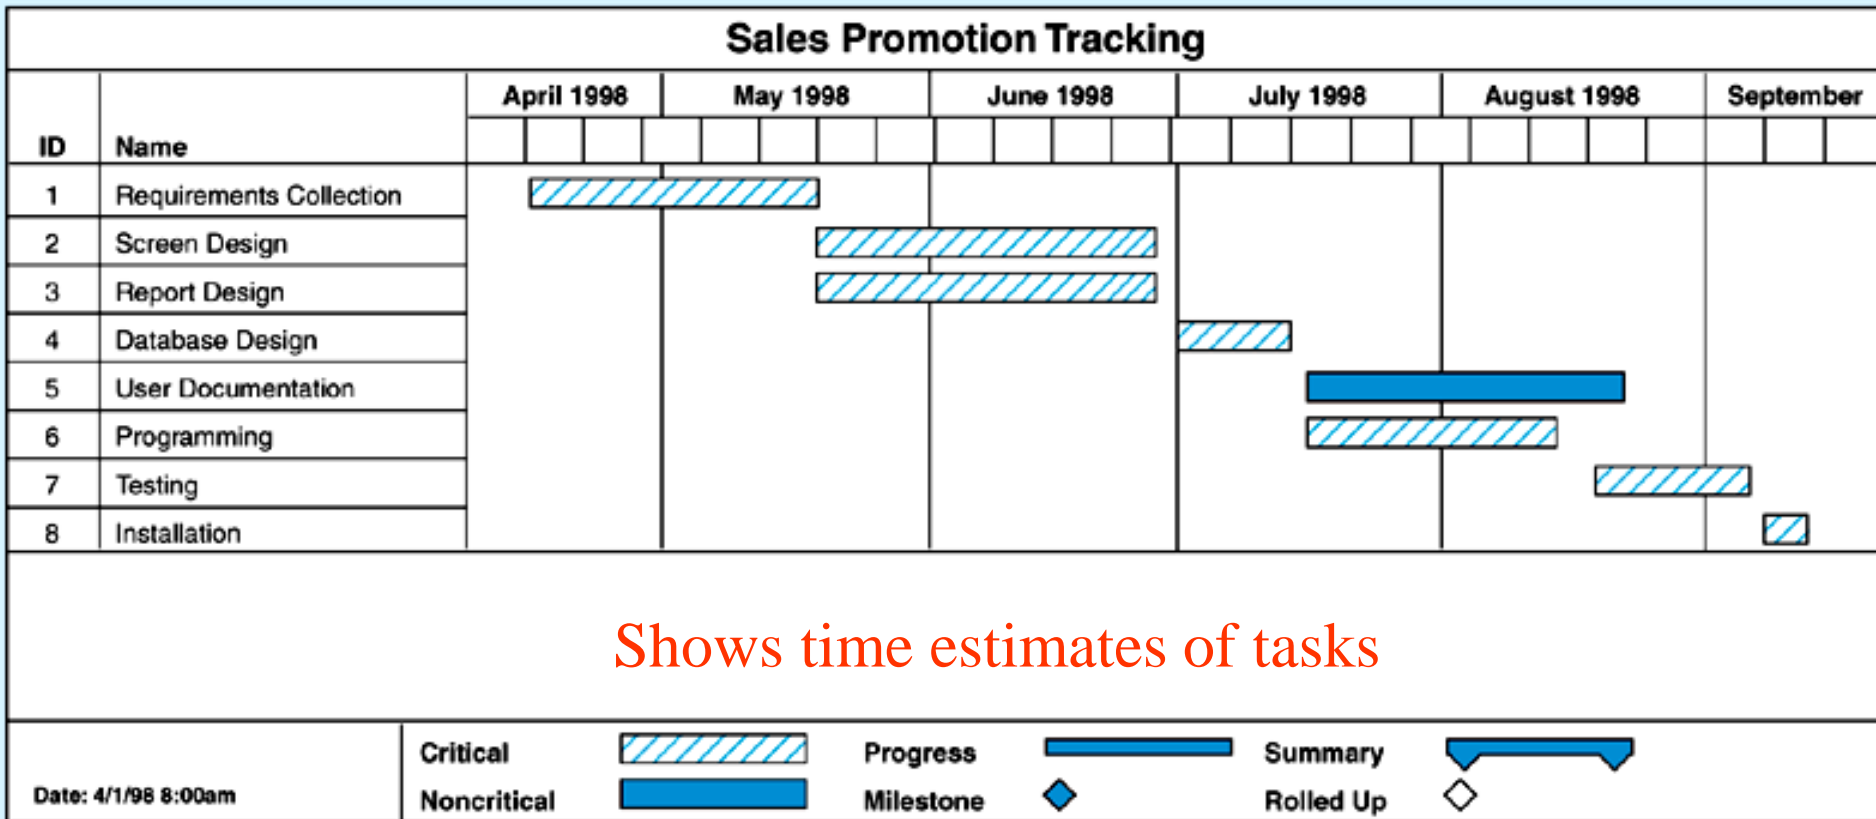 Sales Promotion Tracking
April 1998 May 1998 June 1998 July 1998 August 1998 September
ID Name
1 Requirements Collection
2 Screen Design
3 Report Design
4 Database Design
5 User Documentation
6 Programming
7 Testing
8 Installation
Shows time estimates of tasks
Critical Progress Summary
Date: 4/1/98 8:00am Noncritical Milestone Rolled Up